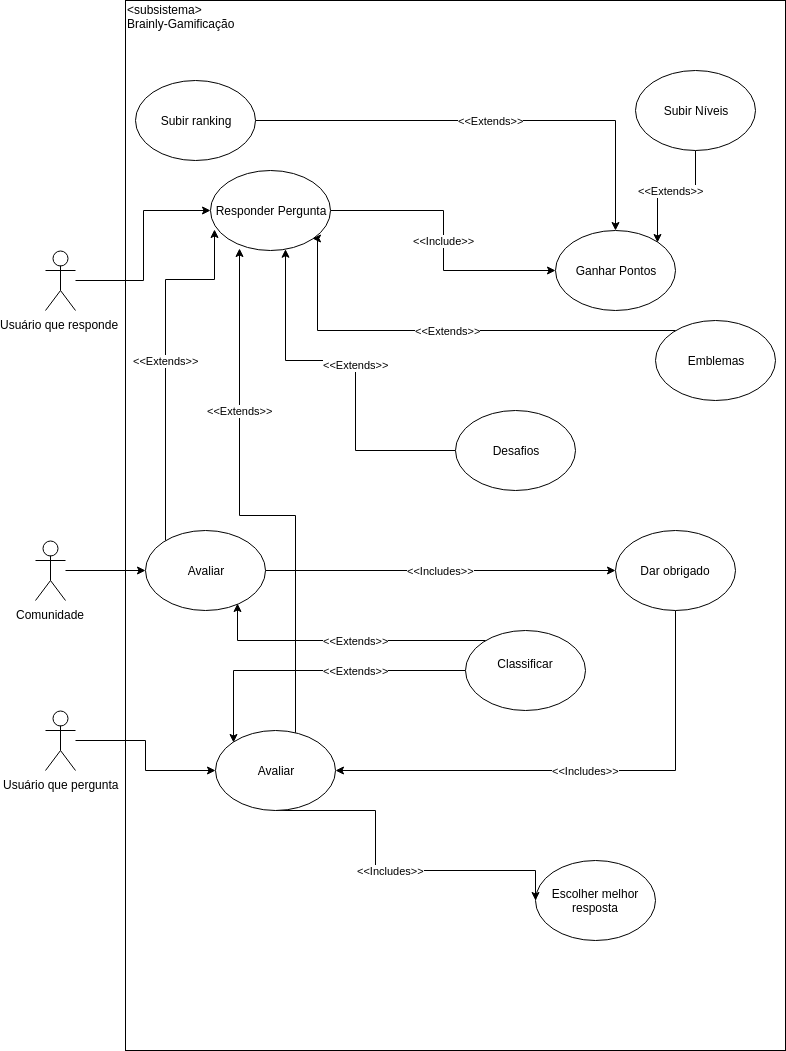 <subsistema>
Brainly-Gamificação
Subir ranking
<<Extends>>
Subir Níveis
<<Extends>>
Responder Pergunta
<<Include>>
Ganhar Pontos
Usuário que responde
<<Extends>>
Emblemas
<<Extends>>
<<Extends>>
<<Extends>>
Desafios
Avaliar
<<Includes>>
Dar obrigado
Comunidade
<<Extends>>
Classificar
<<Extends>>
Usuário que pergunta
Avaliar
<<Includes>>
<<Includes>>
Escolher melhor
resposta